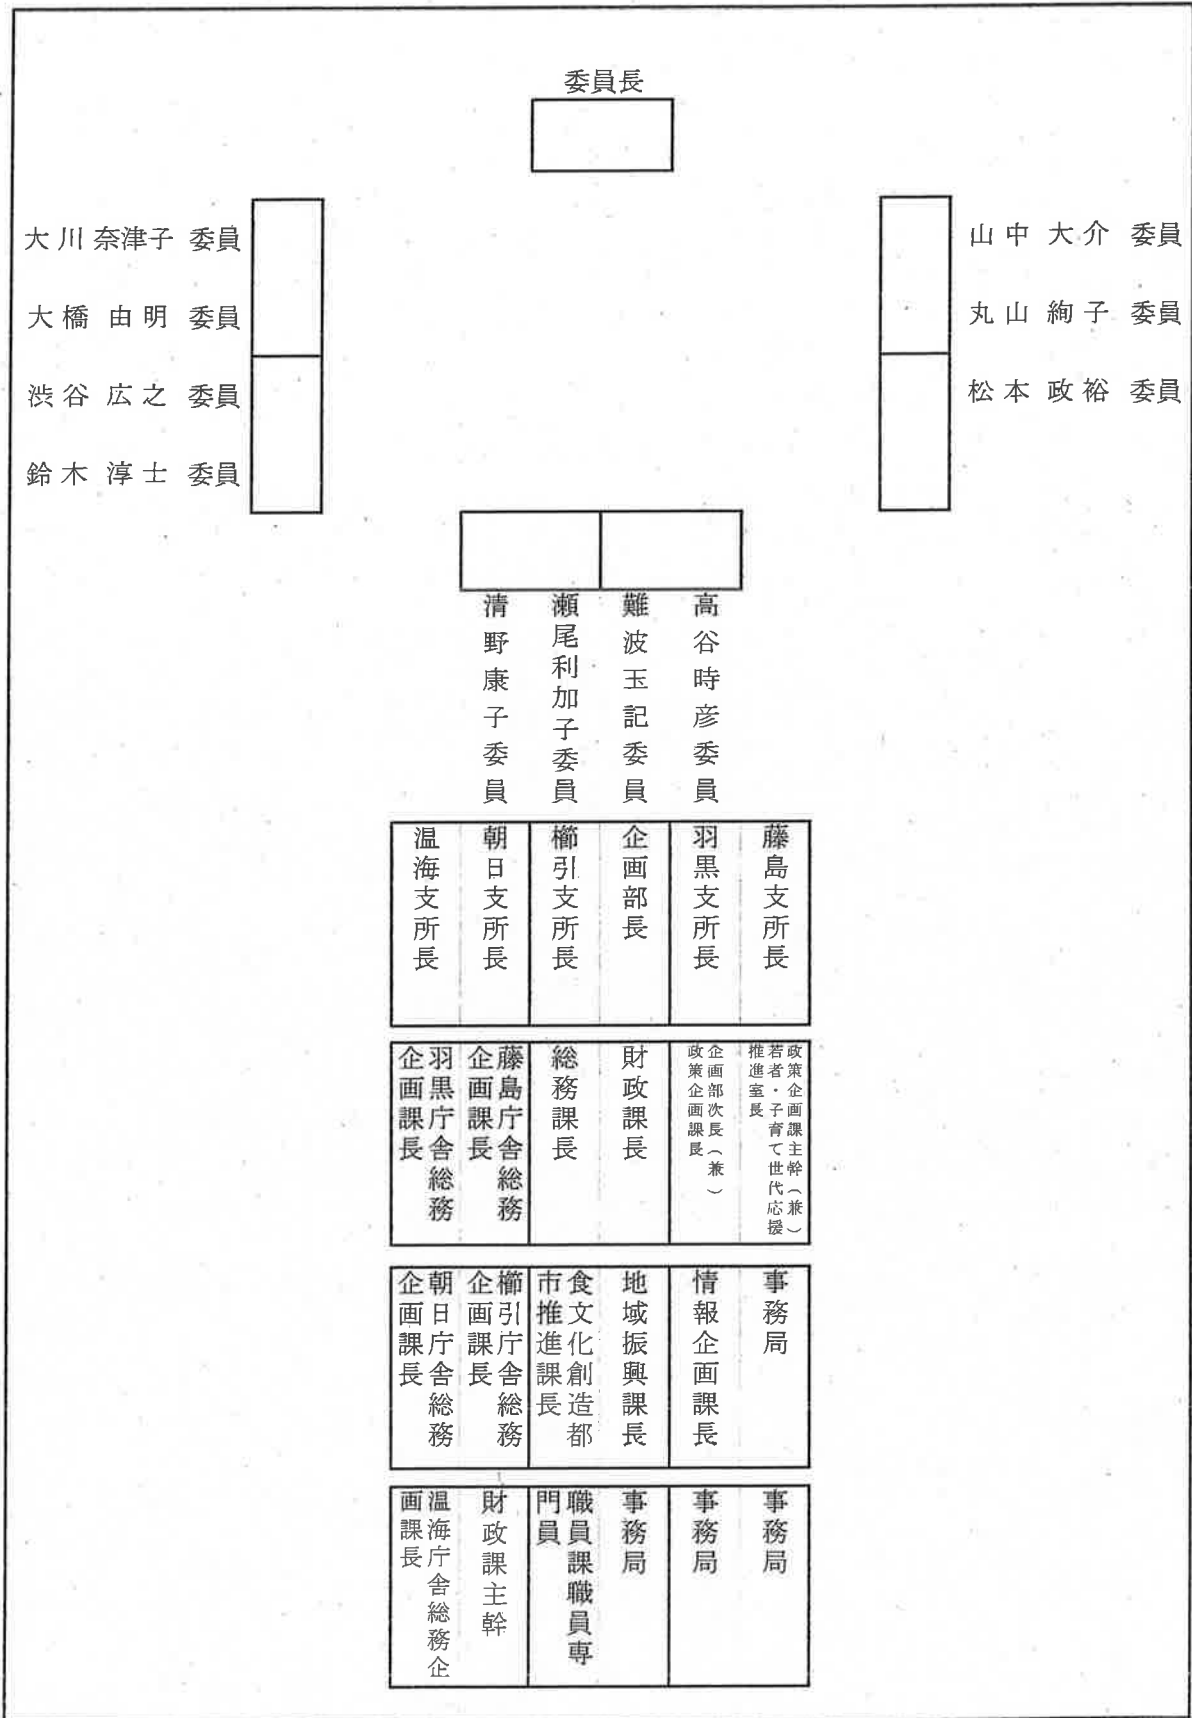 委員長
大川 奈津子 委員
大橋 由明 委員
渋谷 広之 委員
鈴木 淳士 委員
山中 大介 委員
丸山 絢子 委員
松本 政裕 委員
高谷時彦委員
難波玉記委員
瀬尾利加子委員
清野康子委員
藤島支所長
羽黒支所長
企画部長
櫛引支所長
朝日支所長
温海支所長
政策企画課主幹（兼）
若者・子育て世代応援
推進室長
企画部次長（兼）
政策企画課長
財政課長
総務課長
藤島庁舎総務
企画課長
羽黒庁舎総務
企画課長
事務局
情報企画課長
地域振興課長
食文化創造都
市推進課長
櫛引庁舎総務
企画課長
朝日庁舎総務
企画課長
事務局
事務局
事務局
職員課職員専
門員
財政課主幹
温海庁舎総務企
画課長